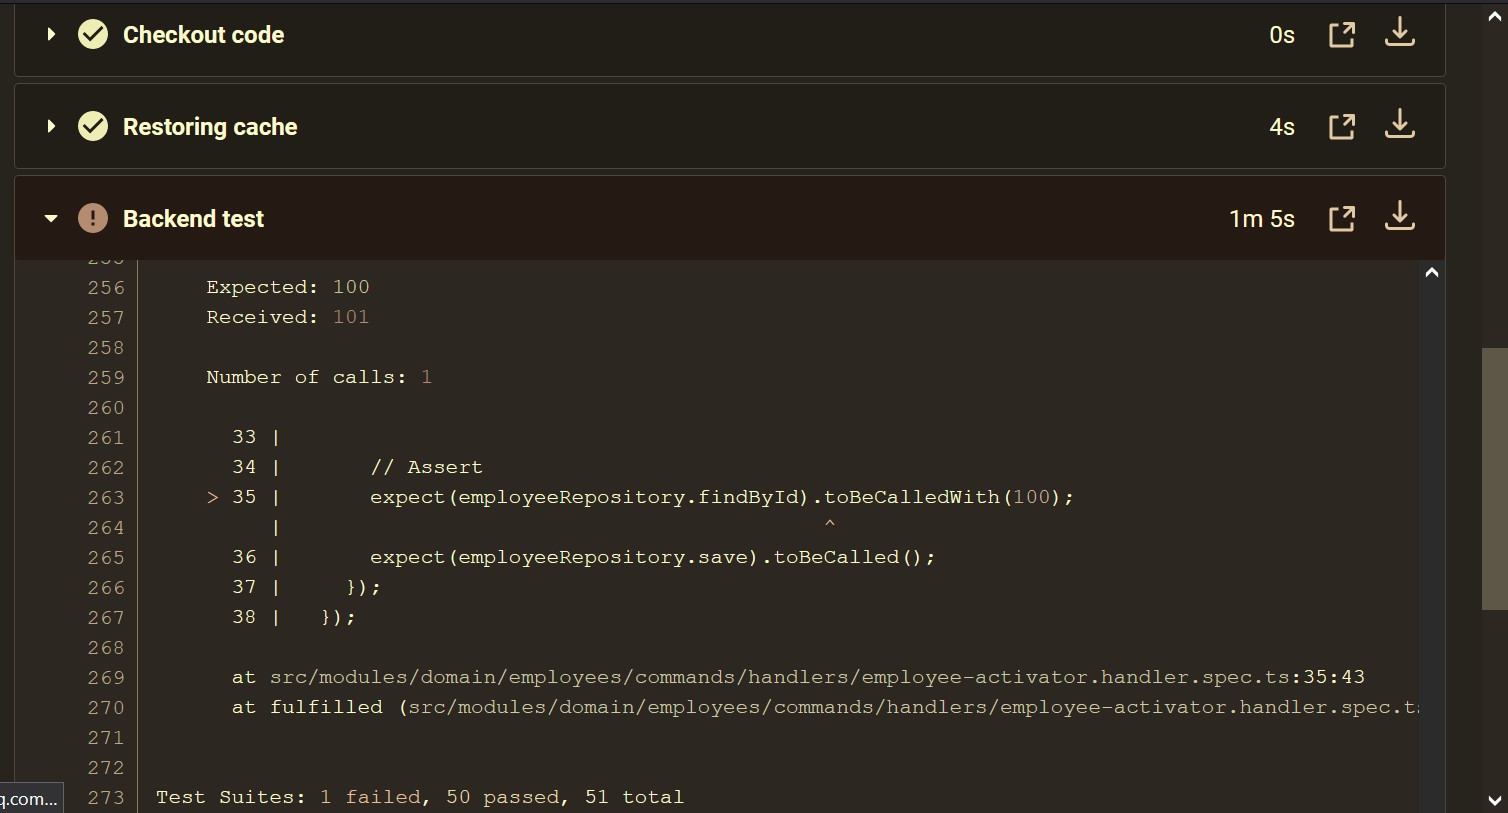 Checkout code 0s
Restoring cache 4s
Backend test 1m 5s
256 Expected: 100
257 Received: 101
258
259 Number of calls: 1
260
261 33 |
262 34 | // Assert
263 > 35 | expect(employeeRepository.findById).toBeCalledWith(100);
264 | ^
265 36 | expect(employeeRepository.save).toBeCalled();
266 37 | });
267 38 | });
268
269 at src/modules/domain/employees/commands/handlers/employee-activator.handler.spec.ts:35:43
270 at fulfilled (src/modules/domain/employees/commands/handlers/employee-activator.handler.spec.ts
271
272
273 Test Suites: 1 failed, 50 passed, 51 total
q.com...